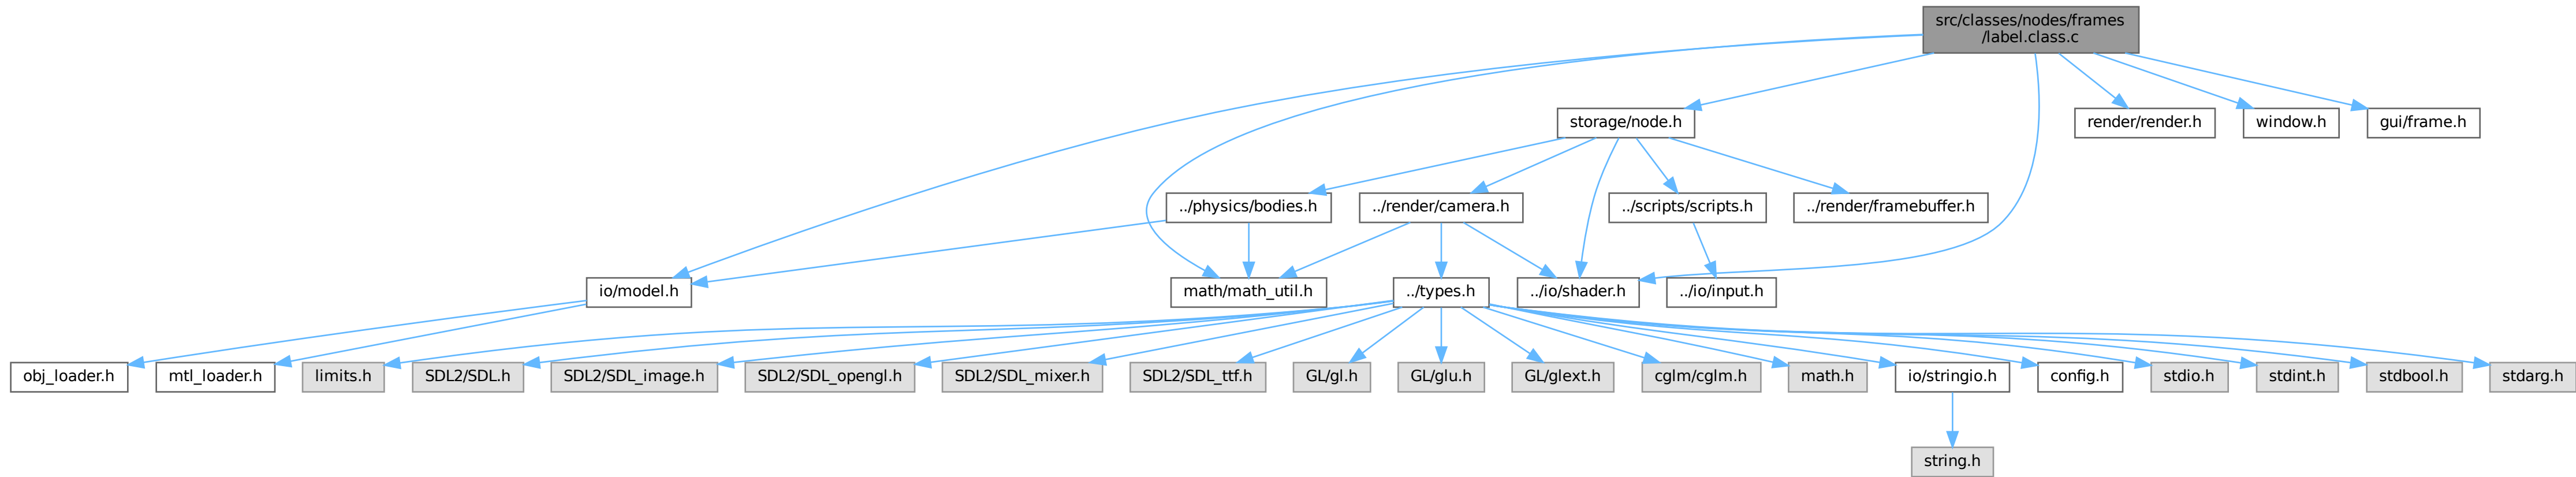 src/classes/nodes/frames
/label.class.c
storage/node.h
render/render.h
window.h
gui/frame.h
../physics/bodies.h
../render/camera.h
../scripts/scripts.h
../render/framebuffer.h
io/model.h
math/math_util.h
../types.h
../io/shader.h
../io/input.h
obj_loader.h
mtl_loader.h
limits.h
SDL2/SDL.h
SDL2/SDL_image.h
SDL2/SDL_opengl.h
SDL2/SDL_mixer.h
SDL2/SDL_ttf.h
GL/gl.h
GL/glu.h
GL/glext.h
cglm/cglm.h
math.h
io/stringio.h
config.h
stdio.h
stdint.h
stdbool.h
stdarg.h
string.h